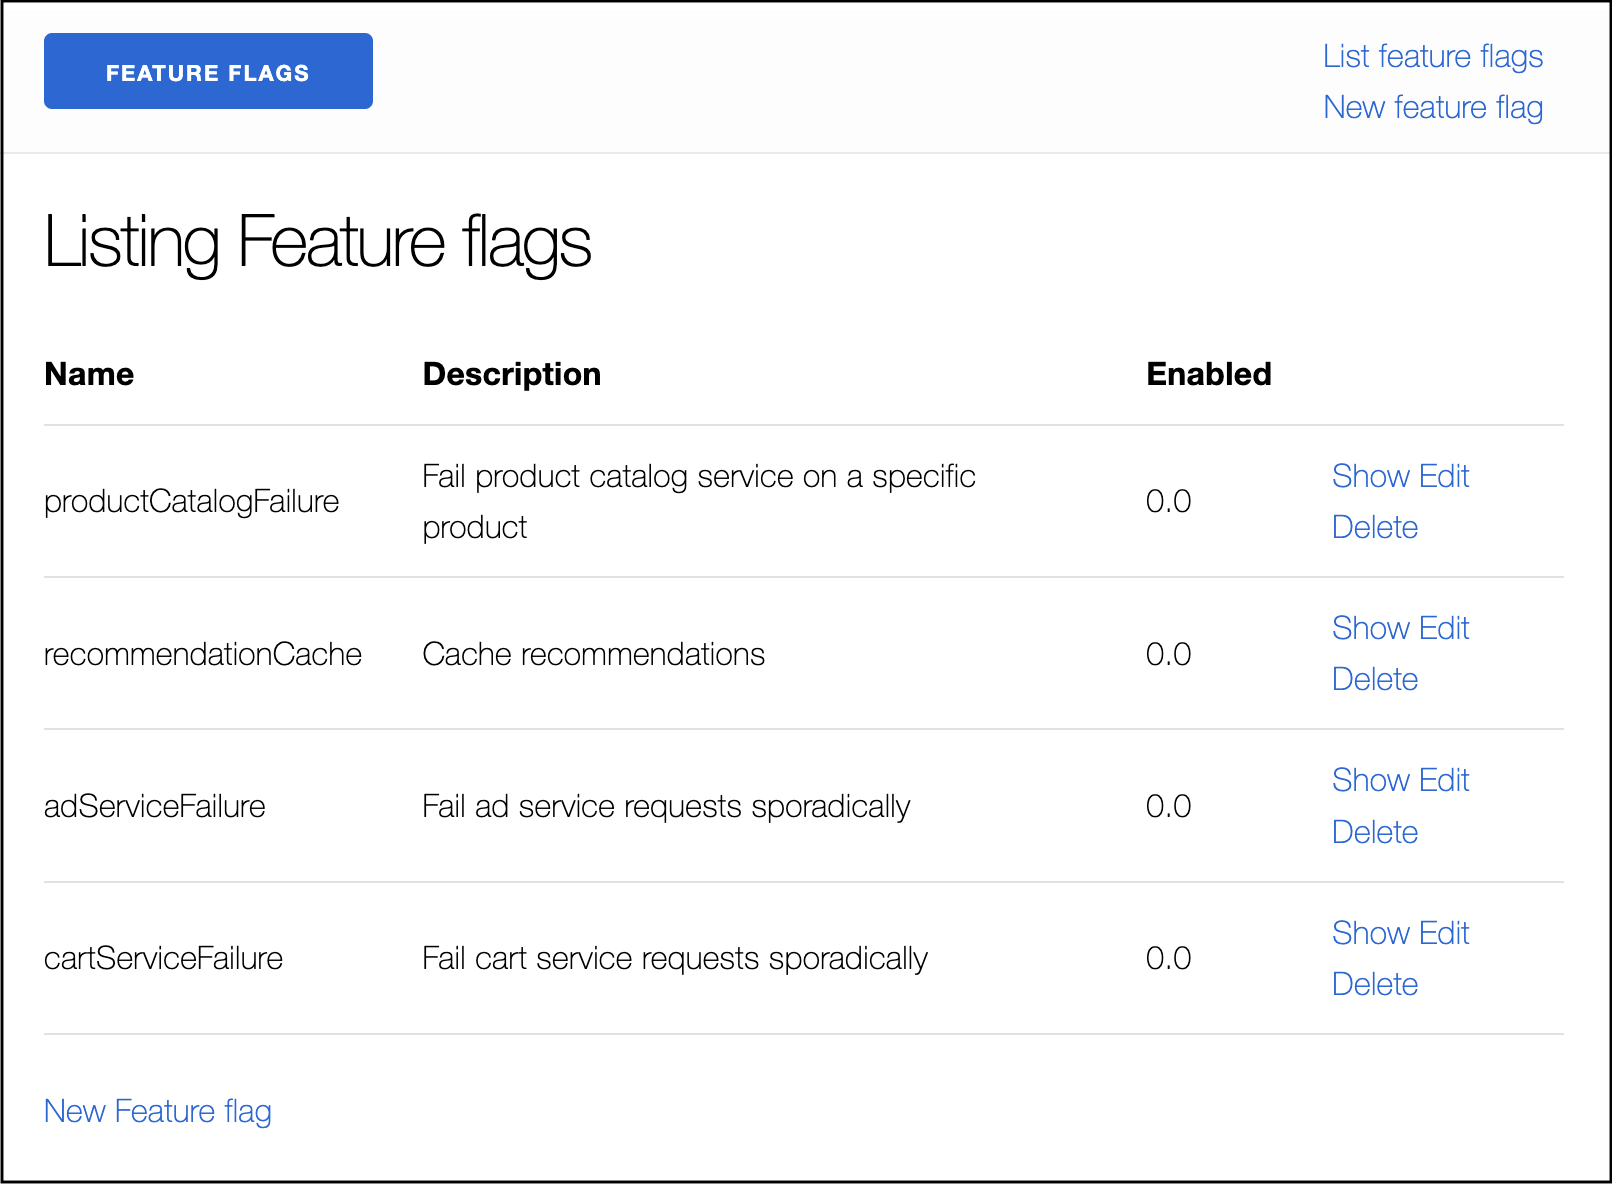 FEATURE FLAGS
List feature flags
New feature flag
Listing Feature flags
Name Description Enabled
productCatalogFailure Fail product catalog service on a specific product 0.0 Show Edit Delete
recommendationCache Cache recommendations 0.0 Show Edit Delete
adServiceFailure Fail ad service requests sporadically 0.0 Show Edit Delete
cartServiceFailure Fail cart service requests sporadically 0.0 Show Edit Delete
New Feature flag